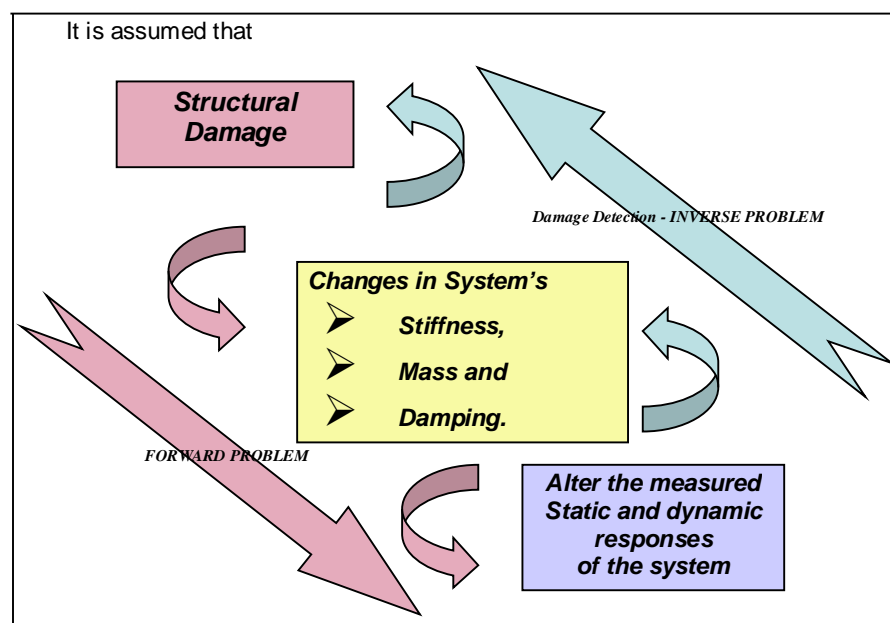 It is assumed that
Structural
Damage
Damage Detection - INVERSE PROBLEM
Changes in System's
Stiffness,
Mass and
Damping.
FORWARD PROBLEM
Alter the measured
Static and dynamic
responses
of the system